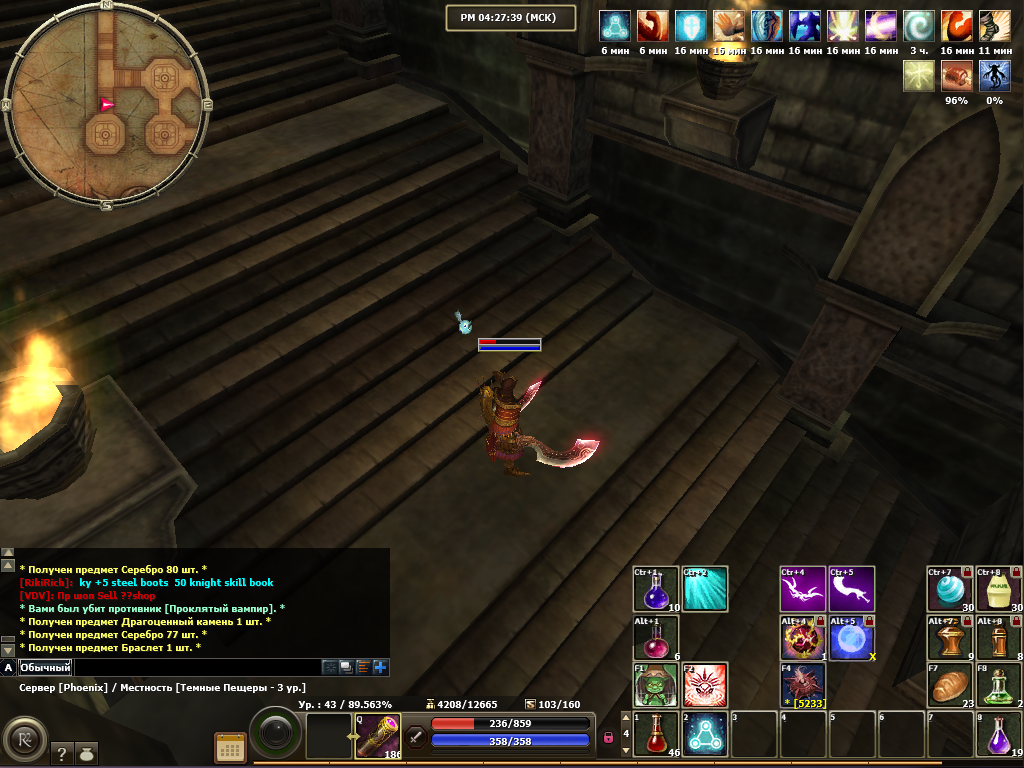 N
W
E
S
PM 04:27:39 (МСК)
6 мин
6 мин
16 мин
15 мин
16 мин
16 мин
16 мин
16 мин
3 ч.
16 мин
11 мин
96%
0%
* Получен предмет Серебро 80 шт. *
[RikiRich]: ky +5 steel boots 50 knight skill book
[VDV]: Пр шоп Sell ??shop
* Вами был убит противник [Проклятый вампир]. *
* Получен предмет Драгоценный камень 1 шт. *
* Получен предмет Серебро 77 шт. *
* Получен предмет Браслет 1 шт. *
A Обычный
Сервер [Phoenix] / Местность [Темные Пещеры - 3 ур.]
Ур. : 43 / 89.563%
4208/12665
103/160
R2
?
Q
186
236/859
358/358
4
Ctr+1
10
Ctr+2
Ctr+4
Ctr+5
Ctr+7
30
Ctr+8
30
Alt+1
6
Alt+4
1
Alt+5
X
Alt+7
9
Alt+8
8
F1
F2
F4
* [5233]
F7
23
F8
2
1
46
2
3
4
5
6
7
8
19